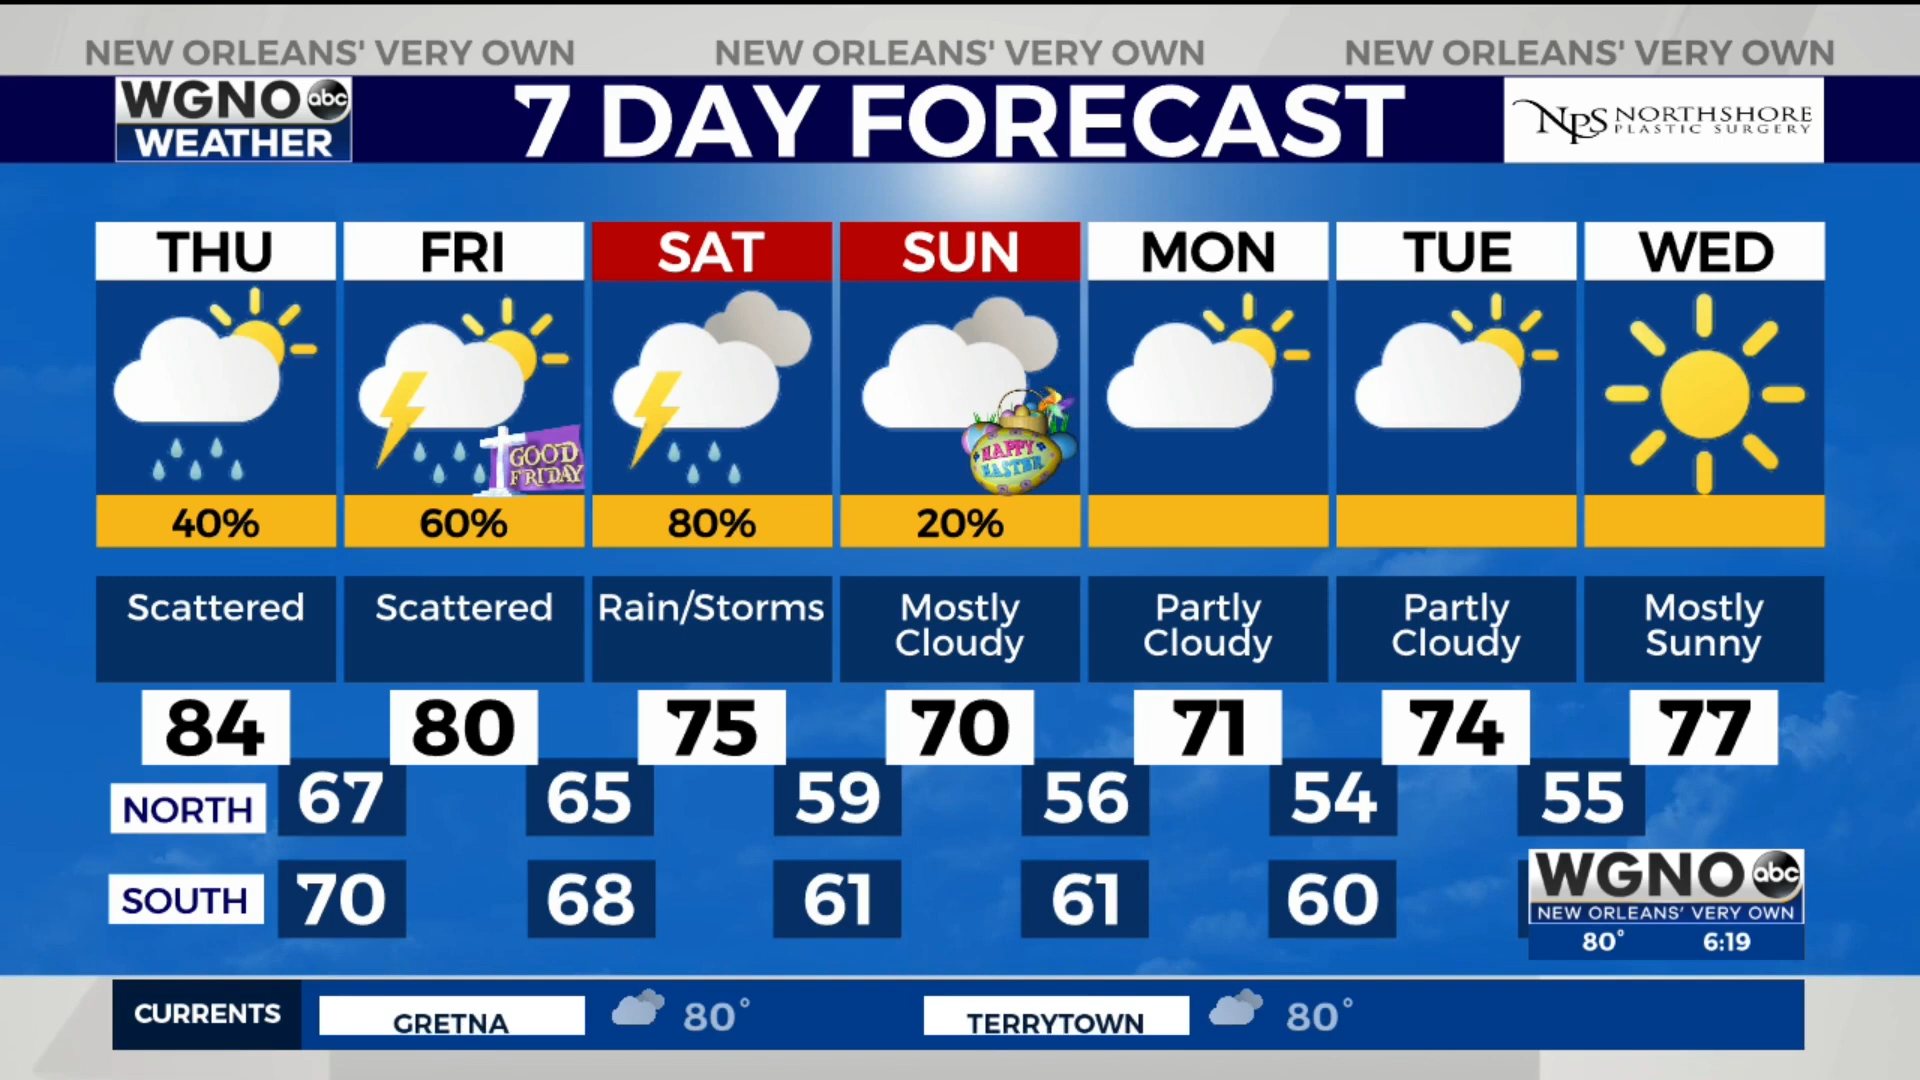 NEW ORLEANS' VERY OWN NEW ORLEANS' VERY OWN NEW ORLEANS' VERY OWN
WGNO abc
WEATHER
7 DAY FORECAST
NPS NORTHSHORE
PLASTIC SURGERY
THU FRI SAT SUN MON TUE WED
GOOD
FRIDAY
HAPPY
EASTER
40% 60% 80% 20%
Scattered Scattered Rain/Storms Mostly Cloudy Partly Cloudy Partly Cloudy Mostly Sunny
84 80 75 70 71 74 77
NORTH 67 65 59 56 54 55
SOUTH 70 68 61 61 60
WGNO abc
NEW ORLEANS' VERY OWN
80° 6:19
CURRENTS GRETNA 80° TERRYTOWN 80°